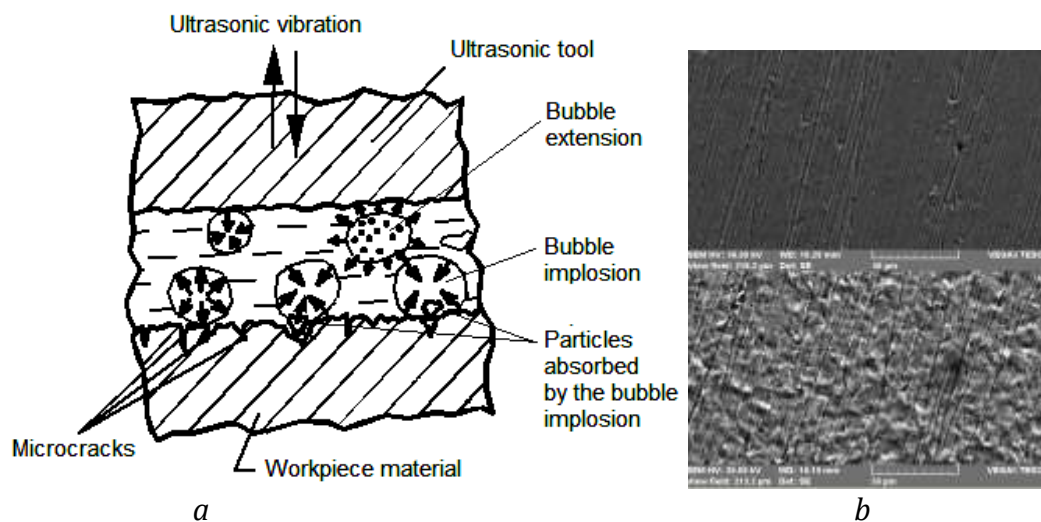 Ultrasonic vibration
Ultrasonic tool
Bubble
extension
Bubble
implosion
Particles
absorbed
by the bubble
implosion
Microcracks
Workpiece material
a
b